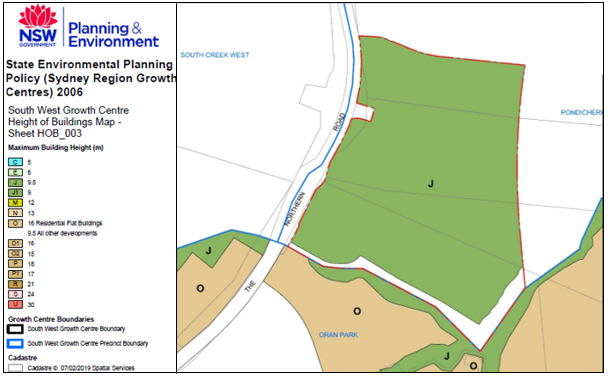 NSW
GOVERNMENT
Planning &
Environment
State Environmental Planning
Policy (Sydney Region Growth
Centres) 2006
South West Growth Centre
Height of Buildings Map -
Sheet HOB_003
Maximum Building Height (m)
C 5
E 6
J 9.5
J1 9
M 12
N 13
O 16 Residential Flat Buildings
9.5 All other developments
O1 16
O2 15
P 18
P1 17
R 21
S 24
U 30
Growth Centre Boundaries
South West Growth Centre Boundary
South West Growth Centre Precinct Boundary
Cadastre
Cadastre © 07/02/2019 Spatial Services
SOUTH CREEK WEST
PONDICHER
THE
NORTHERN
ROAD
J
J
O
O
ORAN PARK
J
O